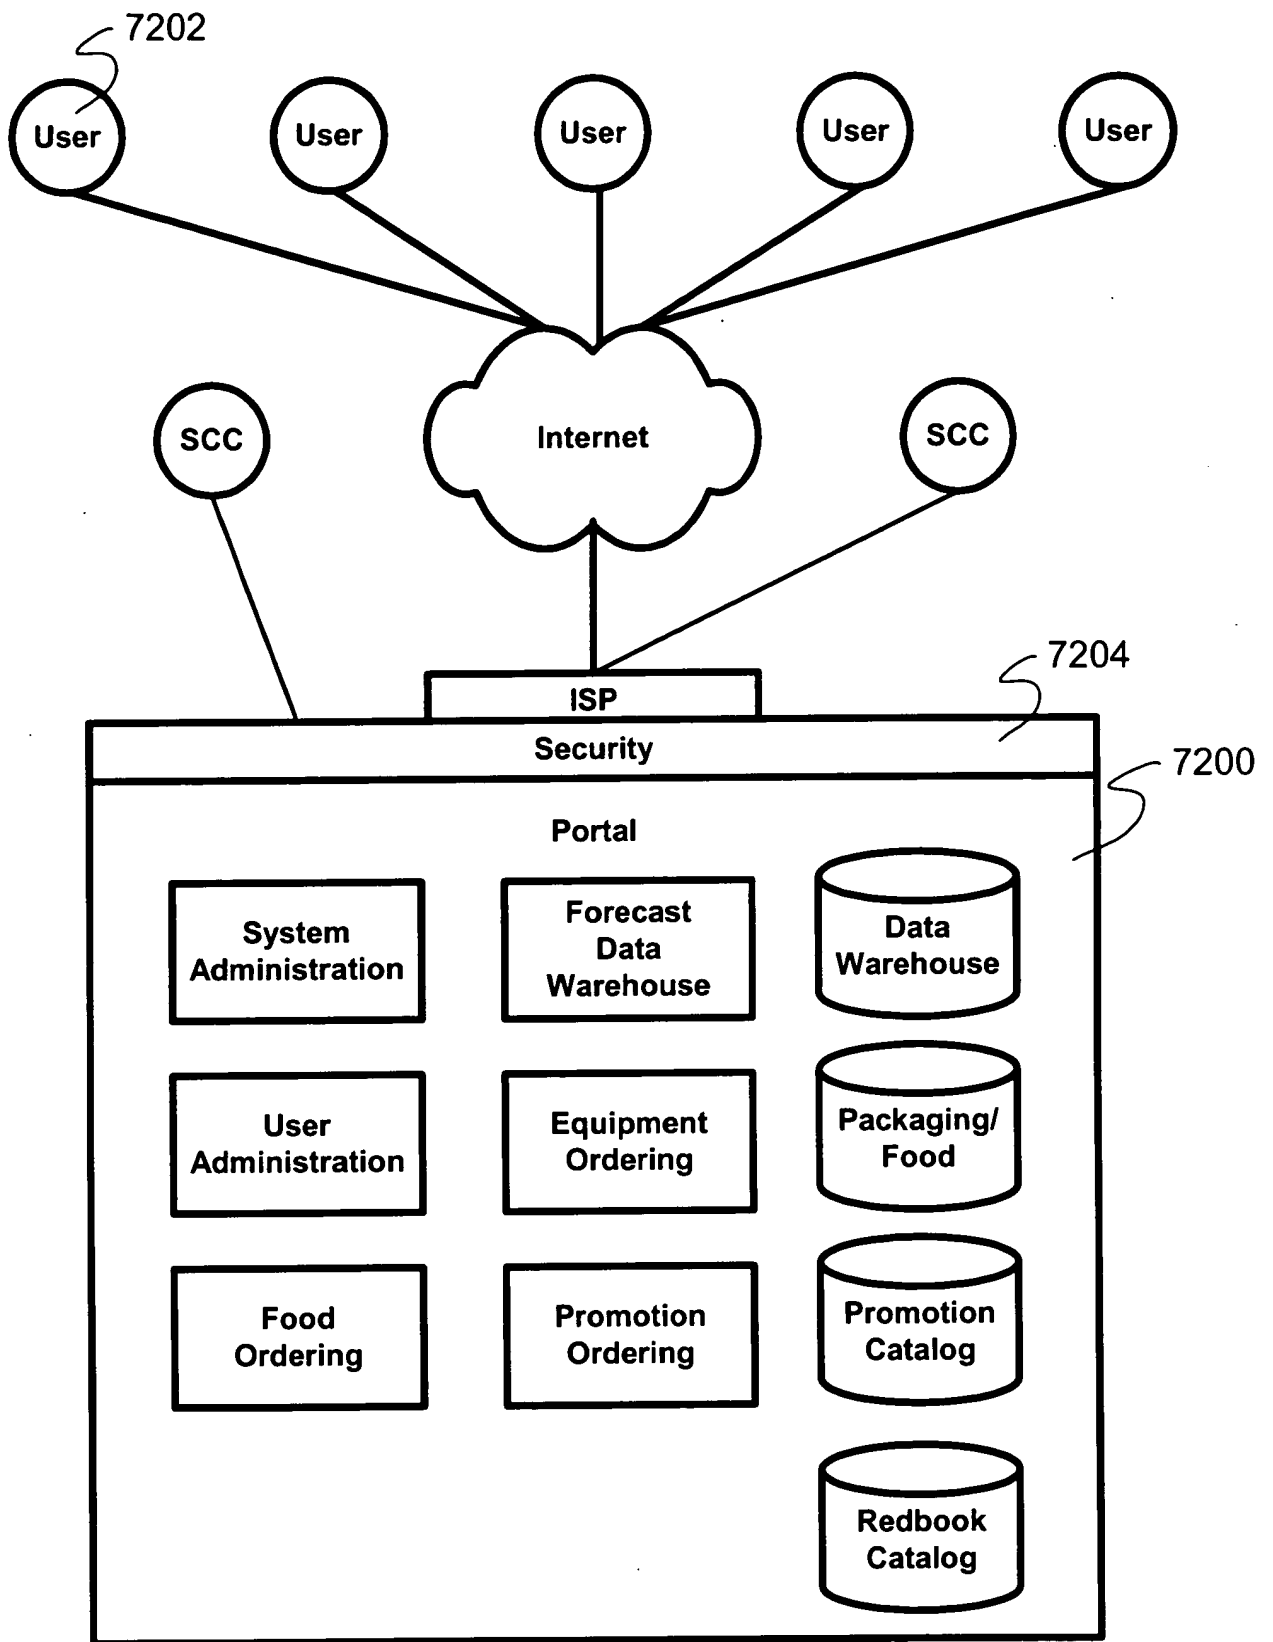 7202
User
User
User
User
User
SCC
Internet
SCC
7204
ISP
Security
7200
Portal
System
Administration
Forecast
Data
Warehouse
Data
Warehouse
User
Administration
Equipment
Ordering
Packaging/
Food
Food
Ordering
Promotion
Ordering
Promotion
Catalog
Redbook
Catalog